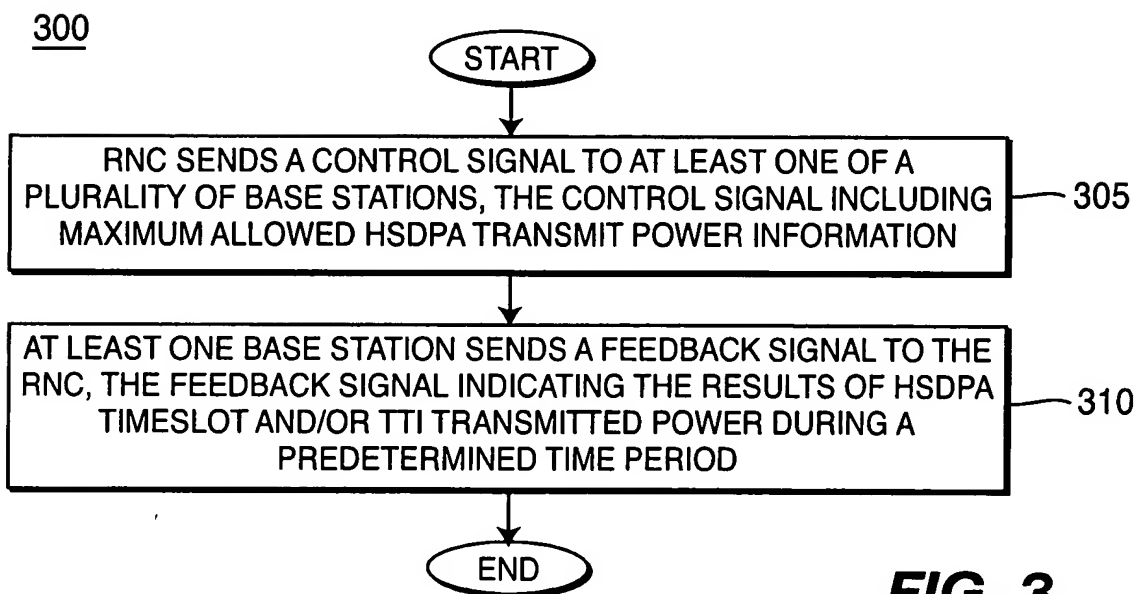 300
START
RNC SENDS A CONTROL SIGNAL TO AT LEAST ONE OF A
PLURALITY OF BASE STATIONS, THE CONTROL SIGNAL INCLUDING
MAXIMUM ALLOWED HSDPA TRANSMIT POWER INFORMATION
305
AT LEAST ONE BASE STATION SENDS A FEEDBACK SIGNAL TO THE
RNC, THE FEEDBACK SIGNAL INDICATING THE RESULTS OF HSDPA
TIMESLOT AND/OR TTI TRANSMITTED POWER DURING A
PREDETERMINED TIME PERIOD
310
END
FIG. 3